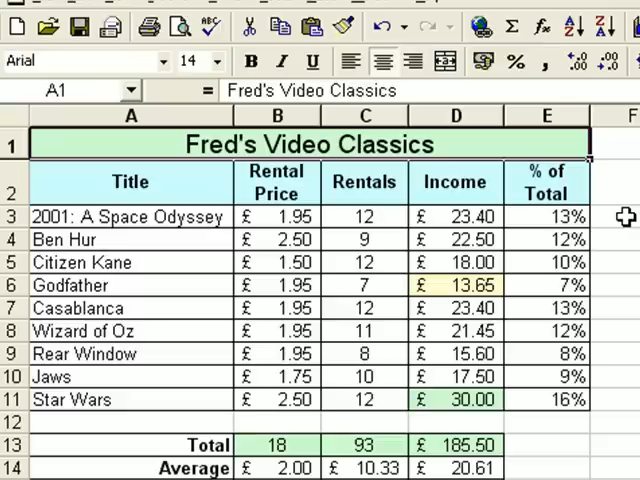 Arial 14 B I U % ,
A1 = Fred's Video Classics
A B C D E F
1 Fred's Video Classics
2 Title Rental Price Rentals Income % of Total
3 2001: A Space Odyssey £ 1.95 12 £ 23.40 13%
4 Ben Hur £ 2.50 9 £ 22.50 12%
5 Citizen Kane £ 1.50 12 £ 18.00 10%
6 Godfather £ 1.95 7 £ 13.65 7%
7 Casablanca £ 1.95 12 £ 23.40 13%
8 Wizard of Oz £ 1.95 11 £ 21.45 12%
9 Rear Window £ 1.95 8 £ 15.60 8%
10 Jaws £ 1.75 10 £ 17.50 9%
11 Star Wars £ 2.50 12 £ 30.00 16%
12
13 Total 18 93 £ 185.50
14 Average £ 2.00 £ 10.33 £ 20.61